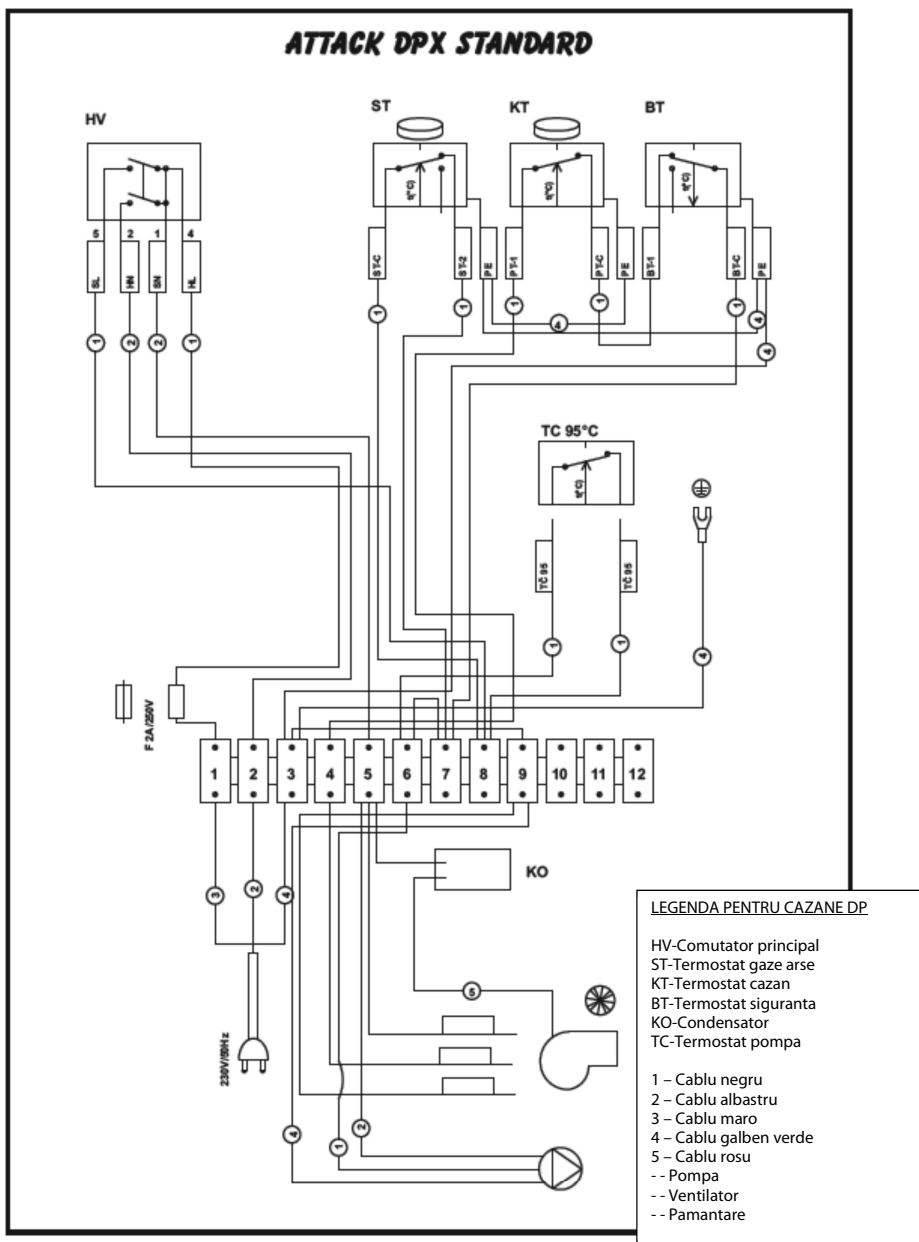 ATTACK DPX STANDARD
HV
ST
KT
BT
t(°C)
t(°C)
t(°C)
5 2 1 4
SL
HN
SN
HL
ST-C
ST-2
PE
PT-1
PT-C
PE
BT-1
BT-C
PE
1
1
1
1
1
4
4
4
1
2
2
1
TC 95°C
t(°C)
TČ 95
TČ 95
1
1
4
F 2A/250V
1 2 3 4 5 6 7 8 9 10 11 12
KO
3
2
4
5
230V/50Hz
4
1
2
LEGENDA PENTRU CAZANE DP
HV-Comutator principal
ST-Termostat gaze arse
KT-Termostat cazan
BT-Termostat siguranta
KO-Condensator
TC-Termostat pompa
1 – Cablu negru
2 – Cablu albastru
3 – Cablu maro
4 – Cablu galben verde
5 – Cablu rosu
- - Pompa
- - Ventilator
- - Pamantare